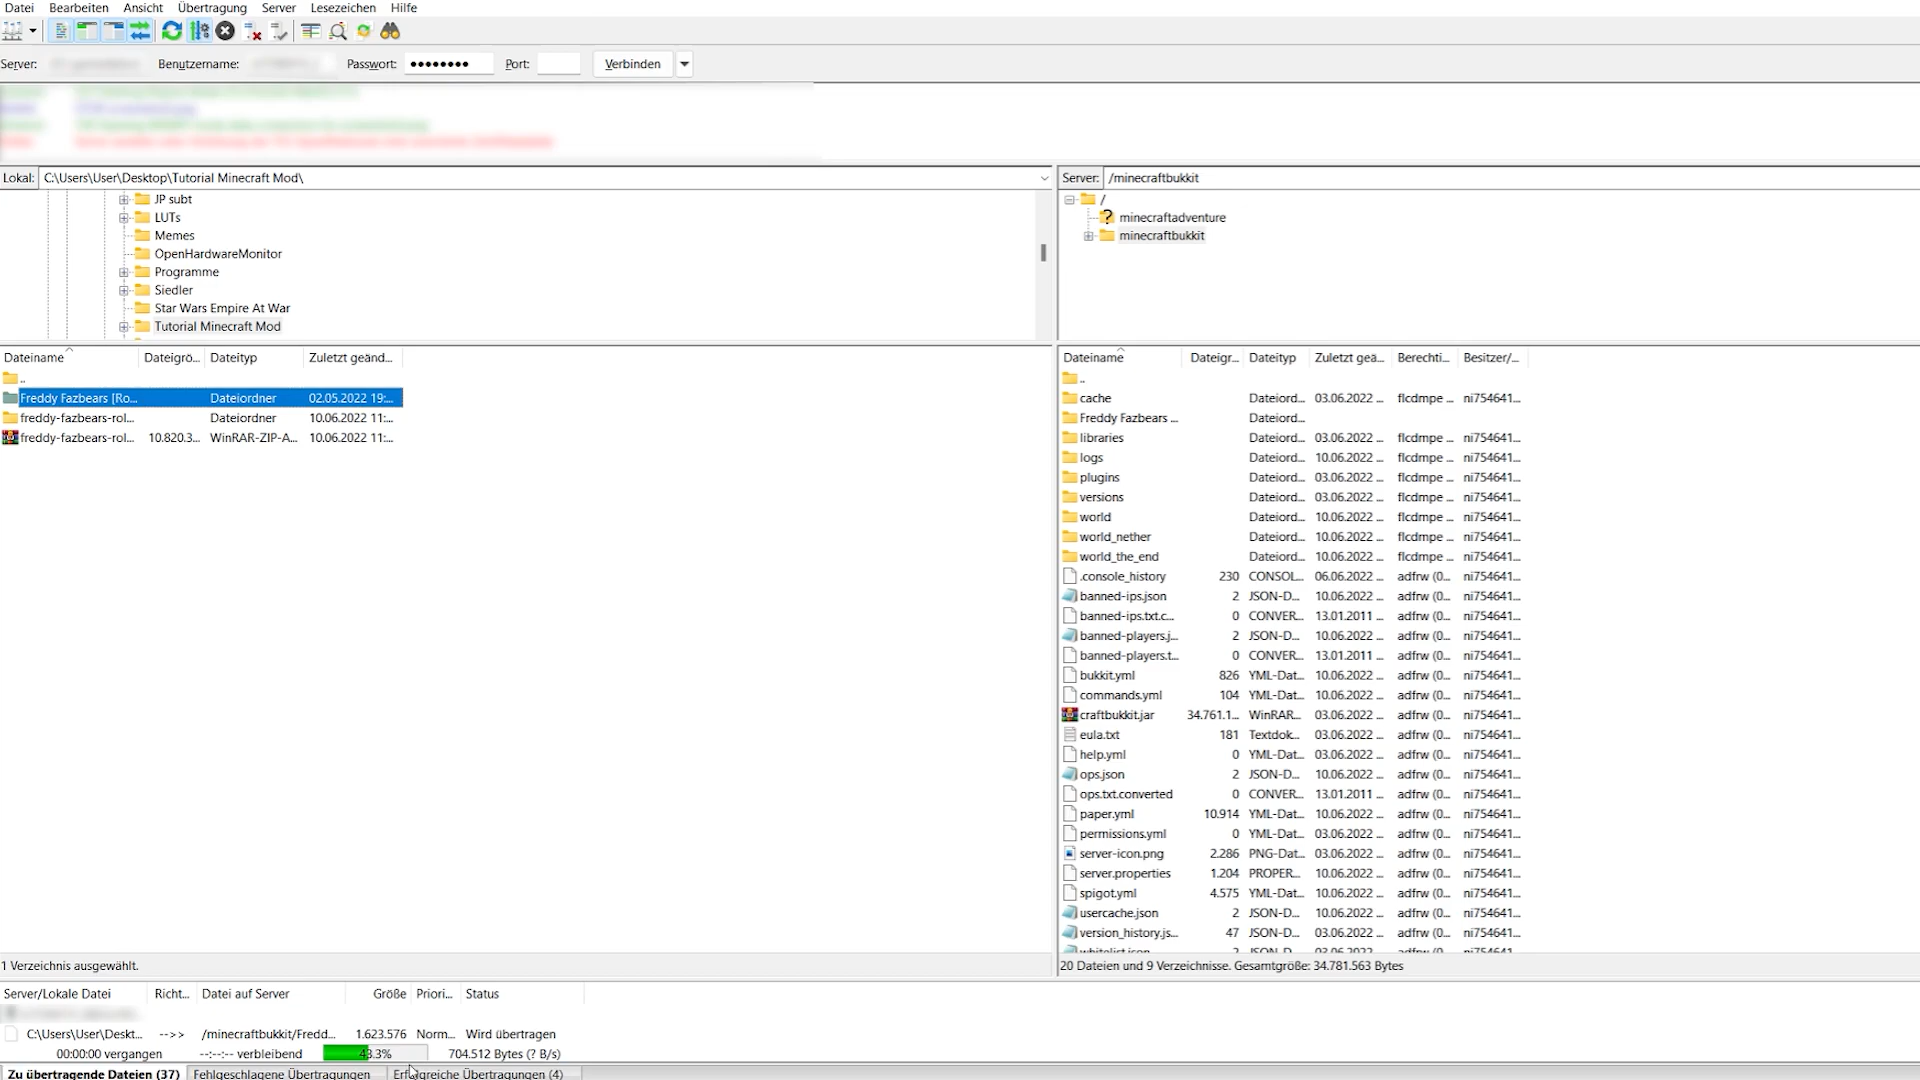 Datei Bearbeiten Ansicht Übertragung Server Lesezeichen Hilfe
Server: Benutzername: Passwort: ●●●●●●●● Port: Verbinden
Lokal: C:\Users\User\Desktop\Tutorial Minecraft Mod\
JP subt
LUTs
Memes
OpenHardwareMonitor
Programme
Siedler
Star Wars Empire At War
Tutorial Minecraft Mod
Dateiname Dateigrö... Dateityp Zuletzt geänd...
..
Freddy Fazbears [Ro... Dateiordner 02.05.2022 19:...
freddy-fazbears-rol... Dateiordner 10.06.2022 11:...
freddy-fazbears-rol... 10.820.3... WinRAR-ZIP-A... 10.06.2022 11:...
1 Verzeichnis ausgewählt.
Server: /minecraftbukkit
/
? minecraftadventure
minecraftbukkit
Dateiname Dateigr... Dateityp Zuletzt geä... Berechti... Besitzer/...
..
cache Dateiord... 03.06.2022 ... flcdmpe ... ni754641...
Freddy Fazbears ... Dateiord...
libraries Dateiord... 03.06.2022 ... flcdmpe ... ni754641...
logs Dateiord... 10.06.2022 ... flcdmpe ... ni754641...
plugins Dateiord... 03.06.2022 ... flcdmpe ... ni754641...
versions Dateiord... 03.06.2022 ... flcdmpe ... ni754641...
world Dateiord... 10.06.2022 ... flcdmpe ... ni754641...
world_nether Dateiord... 10.06.2022 ... flcdmpe ... ni754641...
world_the_end Dateiord... 10.06.2022 ... flcdmpe ... ni754641...
.console_history 230 CONSOL... 06.06.2022 ... adfrw (0... ni754641...
banned-ips.json 2 JSON-D... 10.06.2022 ... adfrw (0... ni754641...
banned-ips.txt.c... 0 CONVER... 13.01.2011 ... adfrw (0... ni754641...
banned-players.j... 2 JSON-D... 10.06.2022 ... adfrw (0... ni754641...
banned-players.t... 0 CONVER... 13.01.2011 ... adfrw (0... ni754641...
bukkit.yml 826 YML-Dat... 10.06.2022 ... adfrw (0... ni754641...
commands.yml 104 YML-Dat... 10.06.2022 ... adfrw (0... ni754641...
craftbukkit.jar 34.761.1... WinRAR... 03.06.2022 ... adfrw (0... ni754641...
eula.txt 181 Textdok... 03.06.2022 ... adfrw (0... ni754641...
help.yml 0 YML-Dat... 03.06.2022 ... adfrw (0... ni754641...
ops.json 2 JSON-D... 10.06.2022 ... adfrw (0... ni754641...
ops.txt.converted 0 CONVER... 13.01.2011 ... adfrw (0... ni754641...
paper.yml 10.914 YML-Dat... 10.06.2022 ... adfrw (0... ni754641...
permissions.yml 0 YML-Dat... 03.06.2022 ... adfrw (0... ni754641...
server-icon.png 2.286 PNG-Dat... 03.06.2022 ... adfrw (0... ni754641...
server.properties 1.204 PROPER... 10.06.2022 ... adfrw (0... ni754641...
spigot.yml 4.575 YML-Dat... 10.06.2022 ... adfrw (0... ni754641...
usercache.json 2 JSON-D... 10.06.2022 ... adfrw (0... ni754641...
version_history.js... 47 JSON-D... 03.06.2022 ... adfrw (0... ni754641...
whitelist.json 2 JSON-D... 03.06.2022 ... adfrw (0... ni754641...
20 Dateien und 9 Verzeichnisse. Gesamtgröße: 34.781.563 Bytes
Server/Lokale Datei Richt... Datei auf Server Größe Priori... Status
C:\Users\User\Deskt... -->> /minecraftbukkit/Fredd... 1.623.576 Norm... Wird übertragen
00:00:00 vergangen --:--:-- verbleibend 43.3% 704.512 Bytes (? B/s)
Zu übertragende Dateien (37) Fehlgeschlagene Übertragungen Erfolgreiche Übertragungen (4)